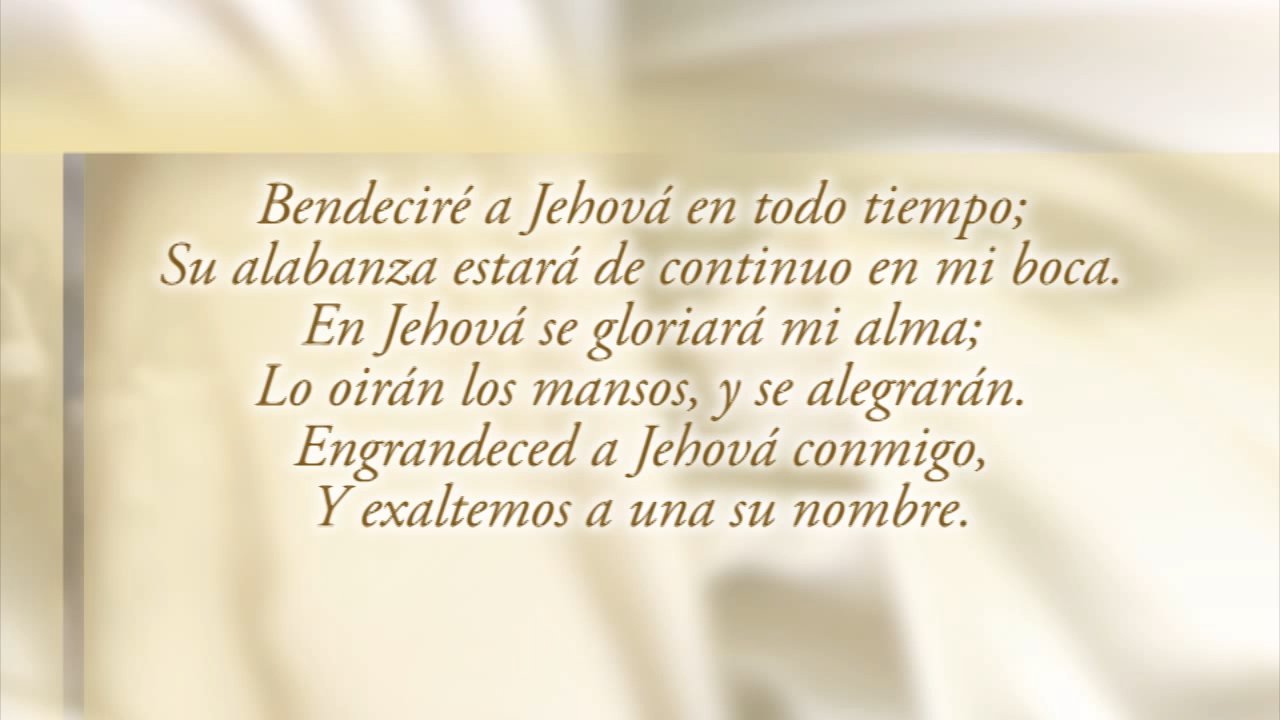 Bendeciré a Jehová en todo tiempo;
Su alabanza estará de continuo en mi boca.
En Jehová se gloriará mi alma;
Lo oirán los mansos, y se alegrarán.
Engrandeced a Jehová conmigo,
Y exaltemos a una su nombre.